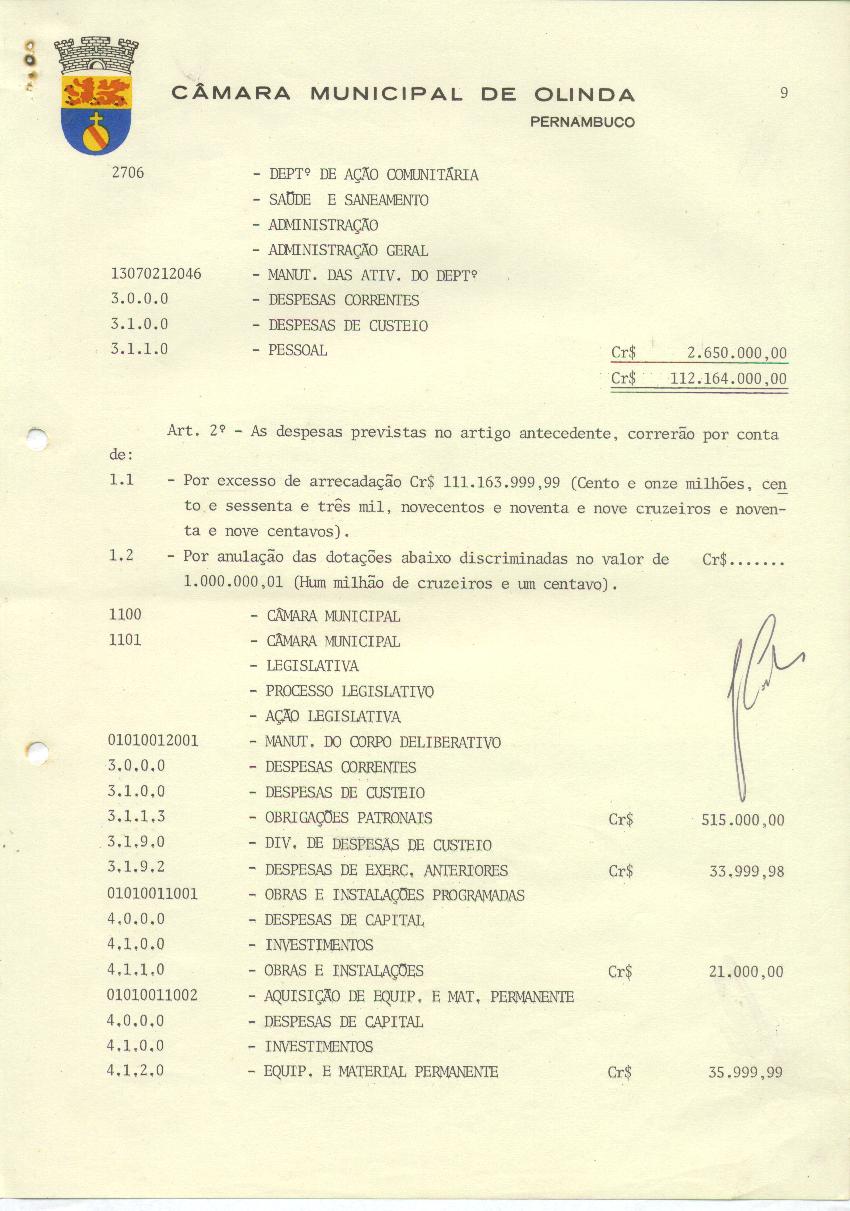 CÂMARA MUNICIPAL DE OLINDA 9
PERNAMBUCO
2706 - DEPTº DE AÇÃO COMUNITÁRIA
- SAÚDE E SANEAMENTO
- ADMINISTRAÇÃO
- ADMINISTRAÇÃO GERAL
13070212046 - MANUT. DAS ATIV. DO DEPTº
3.0.0.0 - DESPESAS CORRENTES
3.1.0.0 - DESPESAS DE CUSTEIO
3.1.1.0 - PESSOAL Cr$ 2.650.000,00
Cr$ 112.164.000,00
Art. 2º - As despesas previstas no artigo antecedente, correrão por conta
de:
1.1 - Por excesso de arrecadação Cr$ 111.163.999,99 (Cento e onze milhões, cen
to e sessenta e três mil, novecentos e noventa e nove cruzeiros e noven-
ta e nove centavos).
1.2 - Por anulação das dotações abaixo discriminadas no valor de Cr$.......
1.000.000,01 (Hum milhão de cruzeiros e um centavo).
1100 - CÂMARA MUNICIPAL
1101 - CÂMARA MUNICIPAL
- LEGISLATIVA
- PROCESSO LEGISLATIVO
- AÇÃO LEGISLATIVA
01010012001 - MANUT. DO CORPO DELIBERATIVO
3.0.0.0 - DESPESAS CORRENTES
3.1.0.0 - DESPESAS DE CUSTEIO
3.1.1.3 - OBRIGAÇÕES PATRONAIS Cr$ 515.000,00
3.1.9.0 - DIV. DE DESPESAS DE CUSTEIO
3.1.9.2 - DESPESAS DE EXERC. ANTERIORES Cr$ 33.999,98
01010011001 - OBRAS E INSTALAÇÕES PROGRAMADAS
4.0.0.0 - DESPESAS DE CAPITAL
4.1.0.0 - INVESTIMENTOS
4.1.1.0 - OBRAS E INSTALAÇÕES Cr$ 21.000,00
01010011002 - AQUISIÇÃO DE EQUIP. E MAT. PERMANENTE
4.0.0.0 - DESPESAS DE CAPITAL
4.1.0.0 - INVESTIMENTOS
4.1.2.0 - EQUIP. E MATERIAL PERMANENTE Cr$ 35.999,99